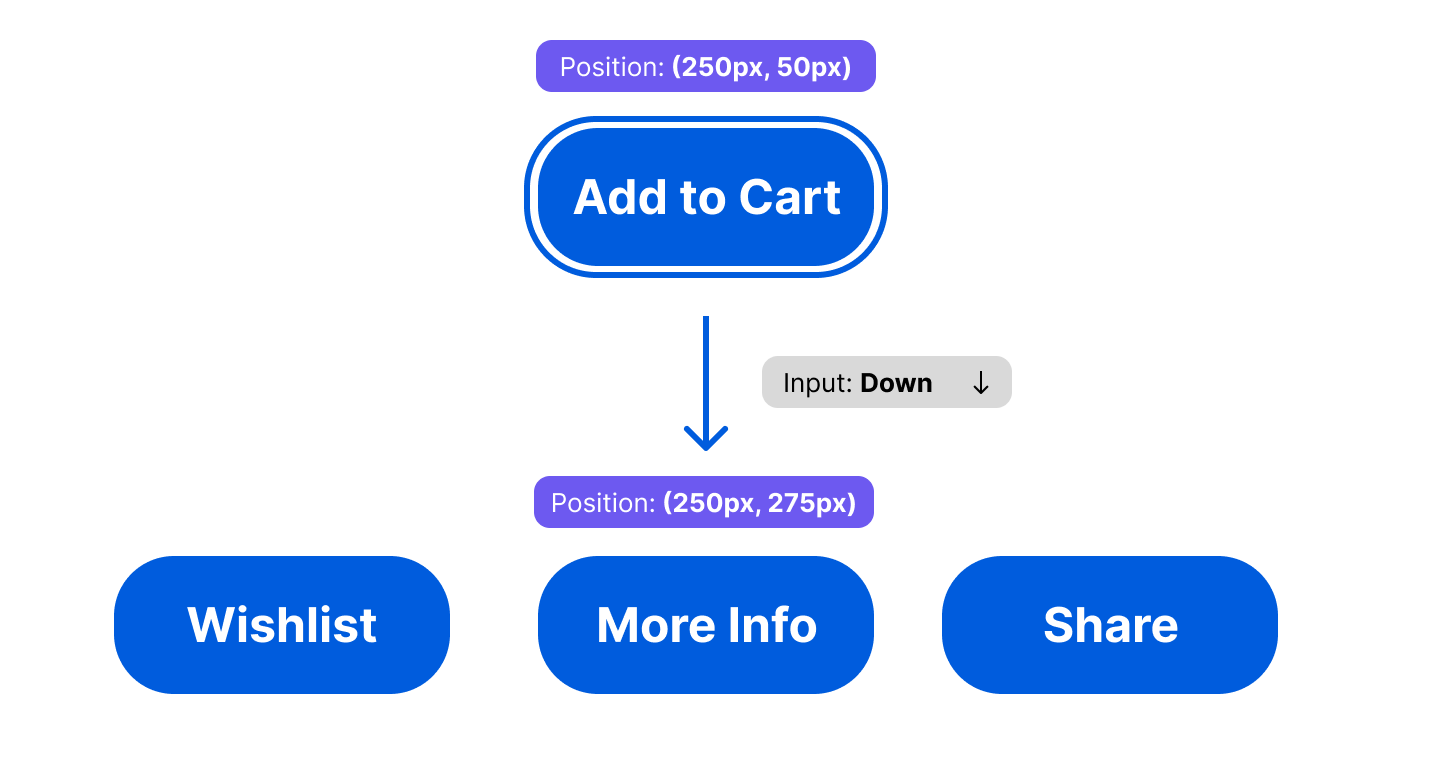 Position: (250px, 50px)
Add to Cart
Input: Down ↓
Position: (250px, 275px)
Wishlist
More Info
Share